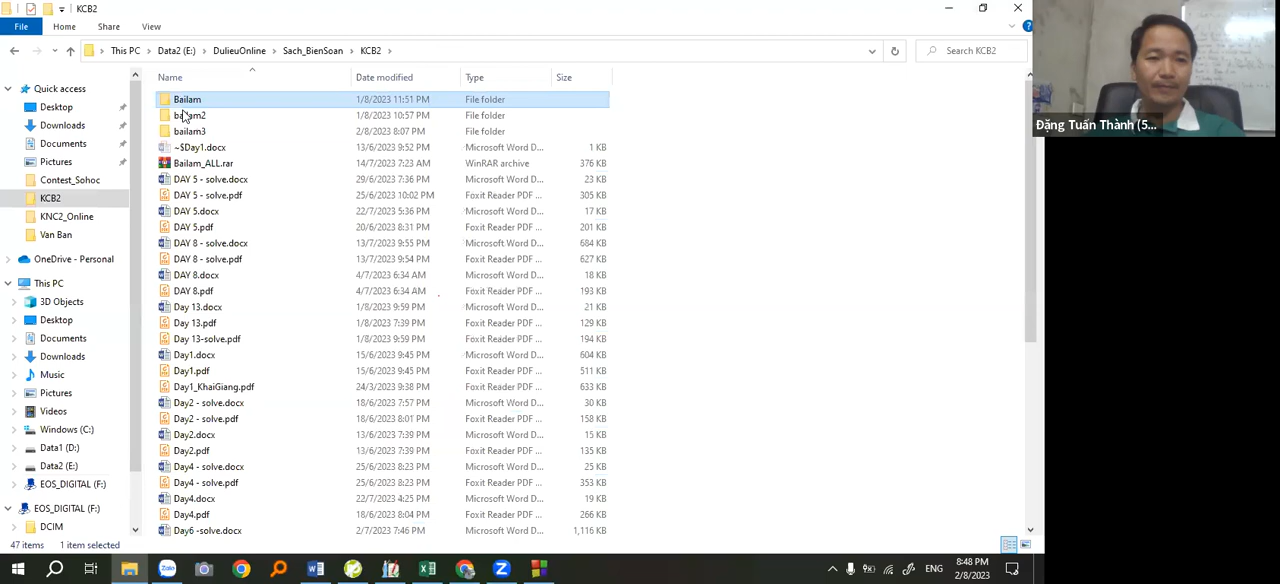 KCB2
File Home Share View
This PC Data2 (E:) DulieuOnline Sach_BienSoan KCB2
Search KCB2
Name Date modified Type Size
Quick access
Desktop
Downloads
Documents
Pictures
Contest_Sohoc
KCB2
KNC2_Online
Van Ban
OneDrive - Personal
This PC
3D Objects
Desktop
Documents
Downloads
Music
Pictures
Videos
Windows (C:)
Data1 (D:)
Data2 (E:)
EOS_DIGITAL (F:)
EOS_DIGITAL (F:)
DCIM
Bailam 1/8/2023 11:51 PM File folder
bailam2 1/8/2023 10:57 PM File folder
bailam3 2/8/2023 8:07 PM File folder
~$Day1.docx 13/6/2023 9:52 PM Microsoft Word D... 1 KB
Bailam_ALL.rar 14/7/2023 7:23 AM WinRAR archive 376 KB
DAY 5 - solve.docx 29/6/2023 7:36 PM Microsoft Word D... 23 KB
DAY 5 - solve.pdf 25/6/2023 10:02 PM Foxit Reader PDF ... 305 KB
DAY 5.docx 22/7/2023 5:36 PM Microsoft Word D... 17 KB
DAY 5.pdf 20/6/2023 8:31 PM Foxit Reader PDF ... 201 KB
DAY 8 - solve.docx 13/7/2023 9:55 PM Microsoft Word D... 684 KB
DAY 8 - solve.pdf 13/7/2023 9:54 PM Foxit Reader PDF ... 627 KB
DAY 8.docx 4/7/2023 6:34 AM Microsoft Word D... 18 KB
DAY 8.pdf 4/7/2023 6:34 AM Foxit Reader PDF ... 193 KB
Day 13.docx 1/8/2023 9:59 PM Microsoft Word D... 21 KB
Day 13.pdf 1/8/2023 7:39 PM Foxit Reader PDF ... 129 KB
Day 13-solve.pdf 1/8/2023 9:59 PM Foxit Reader PDF ... 194 KB
Day1.docx 15/6/2023 9:45 PM Microsoft Word D... 604 KB
Day1.pdf 15/6/2023 9:45 PM Foxit Reader PDF ... 511 KB
Day1_KhaiGiang.pdf 24/3/2023 9:38 PM Foxit Reader PDF ... 633 KB
Day2 - solve.docx 18/6/2023 7:57 PM Microsoft Word D... 30 KB
Day2 - solve.pdf 18/6/2023 8:01 PM Foxit Reader PDF ... 158 KB
Day2.docx 13/6/2023 7:39 PM Microsoft Word D... 15 KB
Day2.pdf 13/6/2023 7:39 PM Foxit Reader PDF ... 135 KB
Day4 - solve.docx 25/6/2023 8:23 PM Microsoft Word D... 25 KB
Day4 - solve.pdf 25/6/2023 8:23 PM Foxit Reader PDF ... 353 KB
Day4.docx 22/7/2023 4:25 PM Microsoft Word D... 19 KB
Day4.pdf 18/6/2023 8:04 PM Foxit Reader PDF ... 266 KB
Day6 -solve.docx 2/7/2023 7:46 PM Microsoft Word D... 1,116 KB
47 items 1 item selected
Đặng Tuấn Thành (5...
Zalo
ENG
8:48 PM
2/8/2023